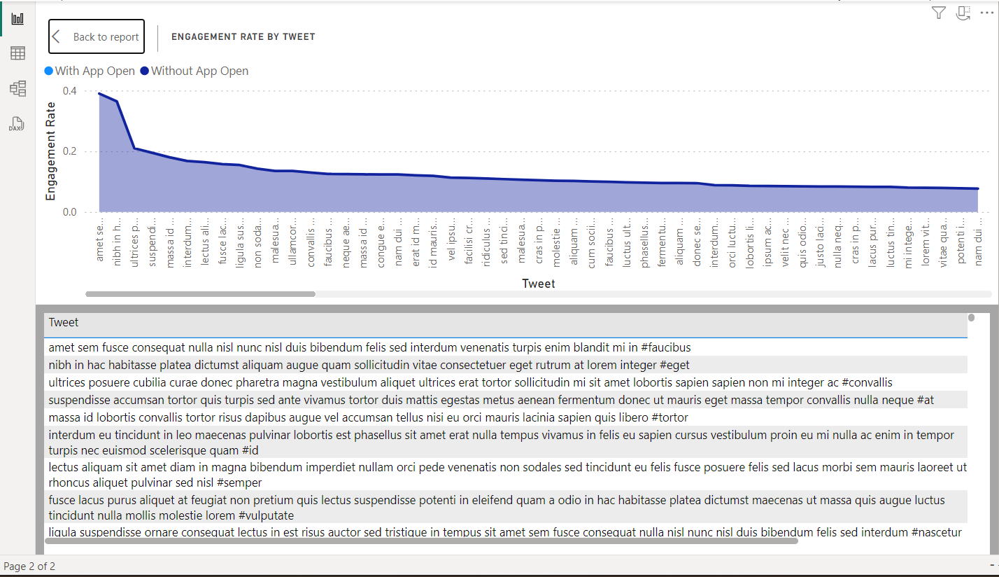 Back to report
ENGAGEMENT RATE BY TWEET
With App Open Without App Open
Engagement Rate
0.4
0.2
0.0
amet se...
nibh in h...
ultrices p...
suspendi...
massa id ...
interdum...
lectus ali...
fusce lac...
ligula sus...
non soda...
malesua...
ullamcor...
convallis ...
faucibus ...
neque ae...
massa id ...
congue e...
nam dui ...
erat id m...
id mauris...
vel ipsu...
facilisi cr...
ridiculus ...
sed tinci...
malesua...
cras in p...
molestie ...
aliquam ...
cum socii...
faucibus ...
luctus ult...
phasellus...
fermentu...
aliquam ...
donec se...
interdum...
orci luctu...
lobortis li...
ipsum ac...
velit nec ...
quis odio...
justo laci...
nulla neq...
cras in p...
lacus pur...
luctus tin...
mi intege...
lorem vit...
vitae qua...
potenti i...
nam dui ...
Tweet
DAX
Tweet
amet sem fusce consequat nulla nisl nunc nisl duis bibendum felis sed interdum venenatis turpis enim blandit mi in #faucibus
nibh in hac habitasse platea dictumst aliquam augue quam sollicitudin vitae consectetuer eget rutrum at lorem integer #eget
ultrices posuere cubilia curae donec pharetra magna vestibulum aliquet ultrices erat tortor sollicitudin mi sit amet lobortis sapien sapien non mi integer ac #convallis
suspendisse accumsan tortor quis turpis sed ante vivamus tortor duis mattis egestas metus aenean fermentum donec ut mauris eget massa tempor convallis nulla neque #at
massa id lobortis convallis tortor risus dapibus augue vel accumsan tellus nisi eu orci mauris lacinia sapien quis libero #tortor
interdum eu tincidunt in leo maecenas pulvinar lobortis est phasellus sit amet erat nulla tempus vivamus in felis eu sapien cursus vestibulum proin eu mi nulla ac enim in tempor
turpis nec euismod scelerisque quam #id
lectus aliquam sit amet diam in magna bibendum imperdiet nullam orci pede venenatis non sodales sed tincidunt eu felis fusce posuere felis sed lacus morbi sem mauris laoreet ut
rhoncus aliquet pulvinar sed nisl #semper
fusce lacus purus aliquet at feugiat non pretium quis lectus suspendisse potenti in eleifend quam a odio in hac habitasse platea dictumst maecenas ut massa quis augue luctus
tincidunt nulla mollis molestie lorem #vulputate
ligula suspendisse ornare consequat lectus in est risus auctor sed tristique in tempus sit amet sem fusce consequat nulla nisl nunc nisl duis bibendum felis sed interdum #nascetur
Page 2 of 2